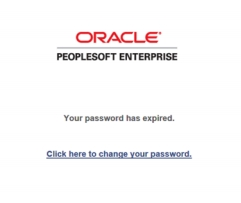 ORACLE®
PEOPLESOFT ENTERPRISE
Your password has expired.
Click here to change your password.